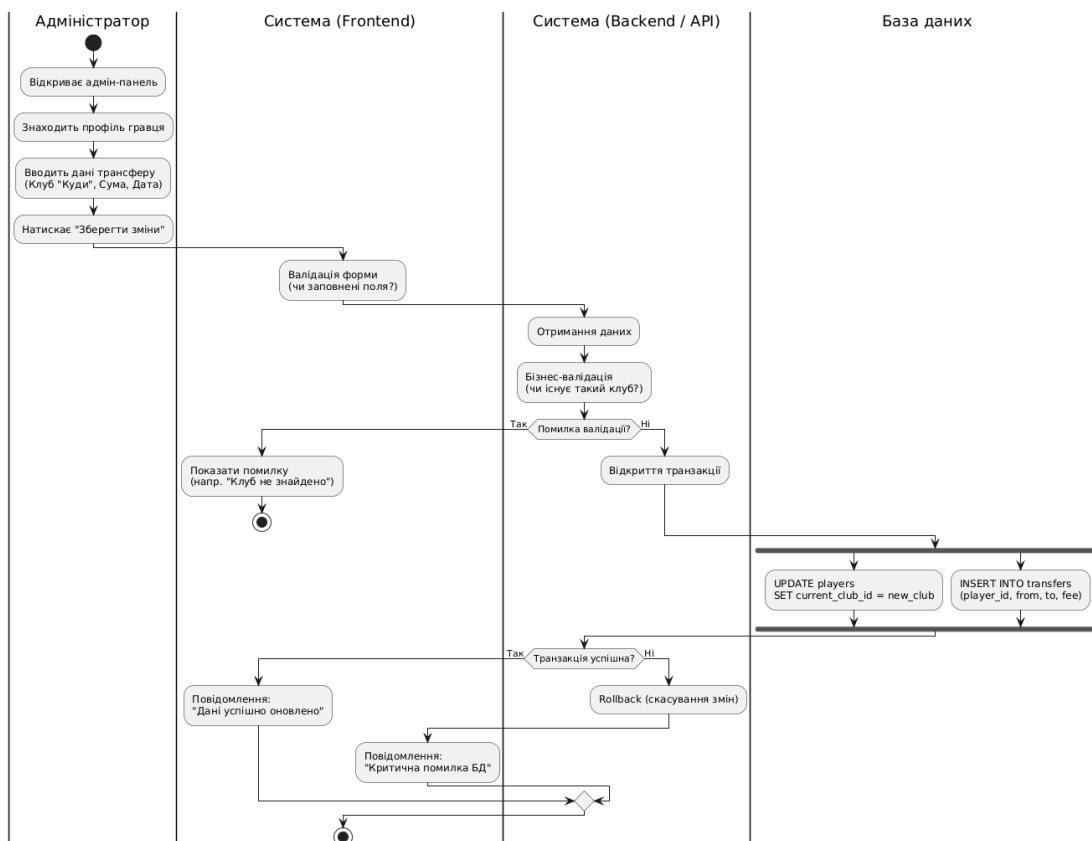 Адміністратор
Система (Frontend)
Система (Backend / API)
База даних
Відкриває адмін-панель
Знаходить профіль гравця
Вводить дані трансферу
(Клуб "Куди", Сума, Дата)
Натискає "Зберегти зміни"
Валідація форми
(чи заповнені поля?)
Отримання даних
Бізнес-валідація
(чи існує такий клуб?)
Так
Помилка валідації?
Ні
Показати помилку
(напр. "Клуб не знайдено")
Відкриття транзакції
UPDATE players
SET current_club_id = new_club
INSERT INTO transfers
(player_id, from, to, fee)
Так
Транзакція успішна?
Ні
Повідомлення:
"Дані успішно оновлено"
Rollback (скасування змін)
Повідомлення:
"Критична помилка БД"